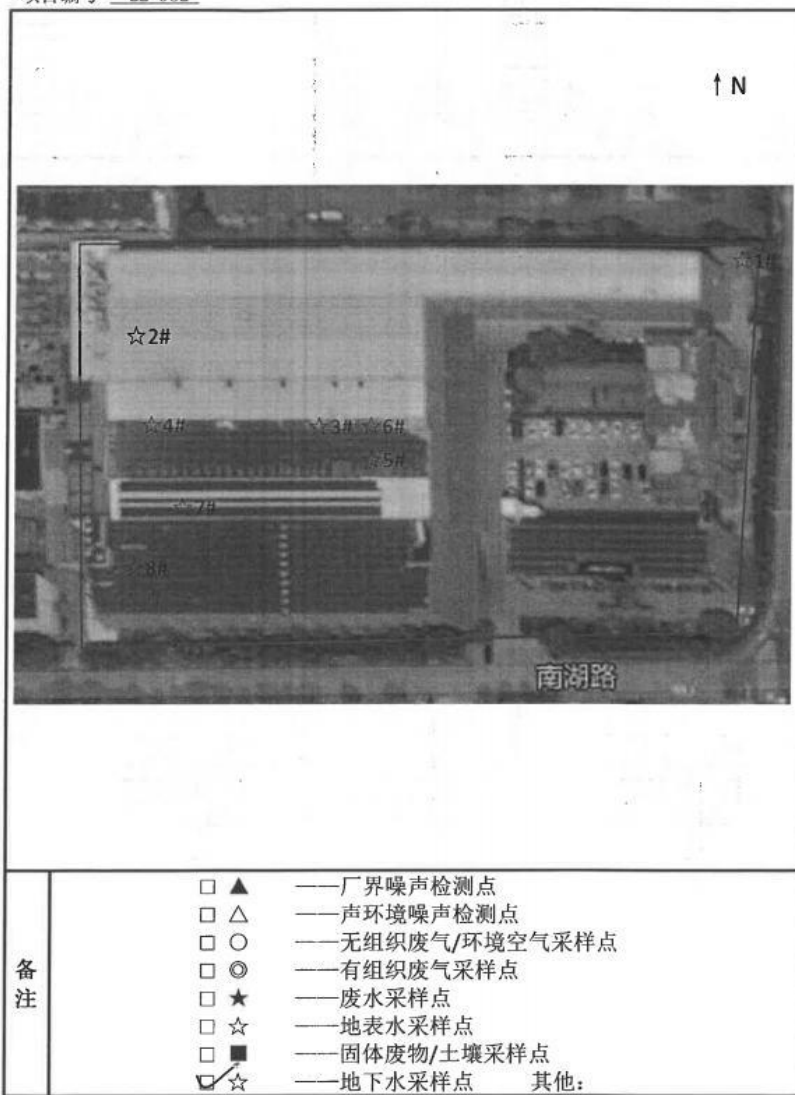 ↑ N
☆1#
☆2#
☆4# ☆3# ☆6#
☆5#
☆7#
8#
南湖路
备注
□ ▲ ——厂界噪声检测点
□ △ ——声环境噪声检测点
□ ○ ——无组织废气/环境空气采样点
□ ◎ ——有组织废气采样点
□ ★ ——废水采样点
□ ☆ ——地表水采样点
□ ■ ——固体废物/土壤采样点
☑ ☆ ——地下水采样点 其他：